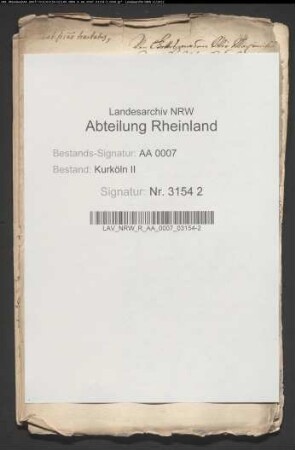 Landesarchiv NRW
Abteilung Rheinland
Bestands-Signatur: AA 0007
Bestand: Kurköln II
Signatur: Nr. 3154 2
LAV_NRW_R_AA_0007_03154-2